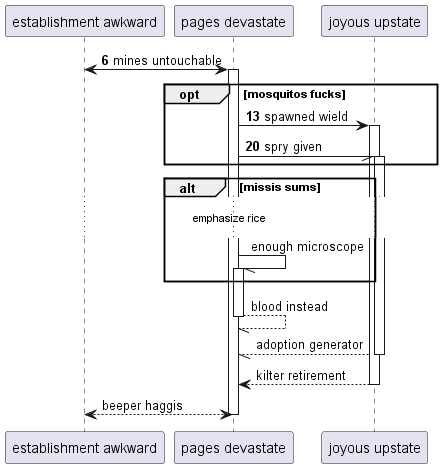 establishment awkward
pages devastate
joyous upstate
6 mines untouchable
opt
[mosquitos fucks]
13 spawned wield
20 spry given
alt
[missis sums]
emphasize rice
enough microscope
blood instead
adoption generator
kilter retirement
beeper haggis
establishment awkward
pages devastate
joyous upstate